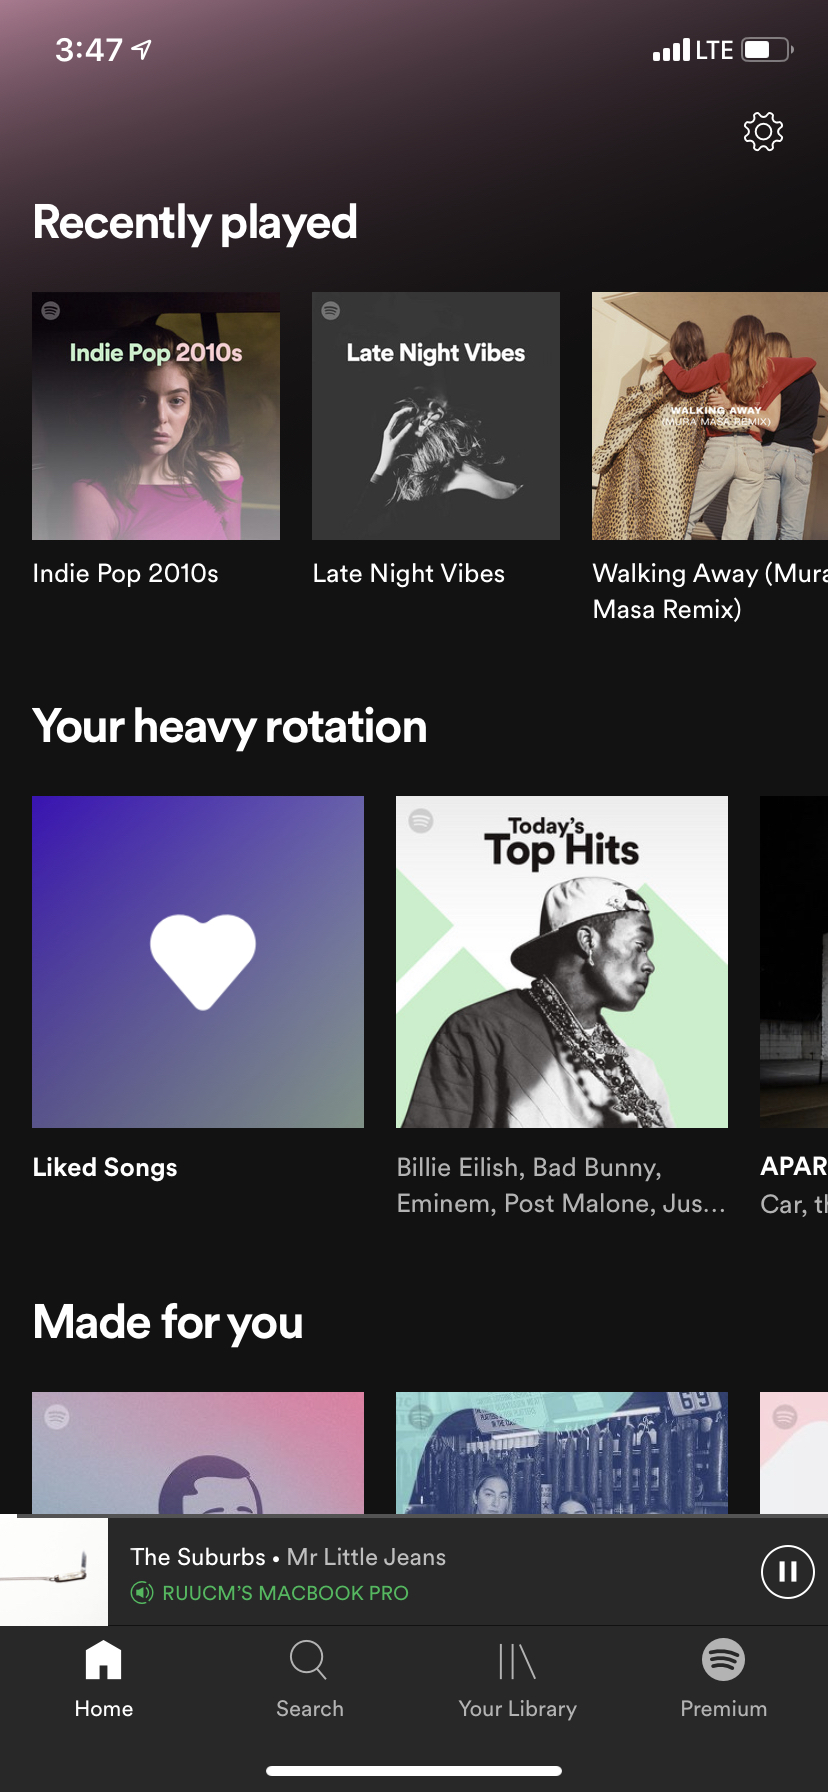 3:47
LTE
Recently played
Indie Pop 2010s
Late Night Vibes
WALKING AWAY
(MURA MASA REMIX)
Indie Pop 2010s
Late Night Vibes
Walking Away (Mura
Masa Remix)
Your heavy rotation
Today's
Top Hits
Liked Songs
Billie Eilish, Bad Bunny,
Eminem, Post Malone, Jus...
APAR
Car, th
Made for you
69
The Suburbs • Mr Little Jeans
RUUCM'S MACBOOK PRO
Home
Search
Your Library
Premium